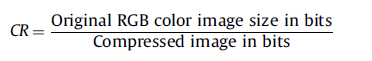 CR = Original RGB color image size in bits
Compressed image in bits